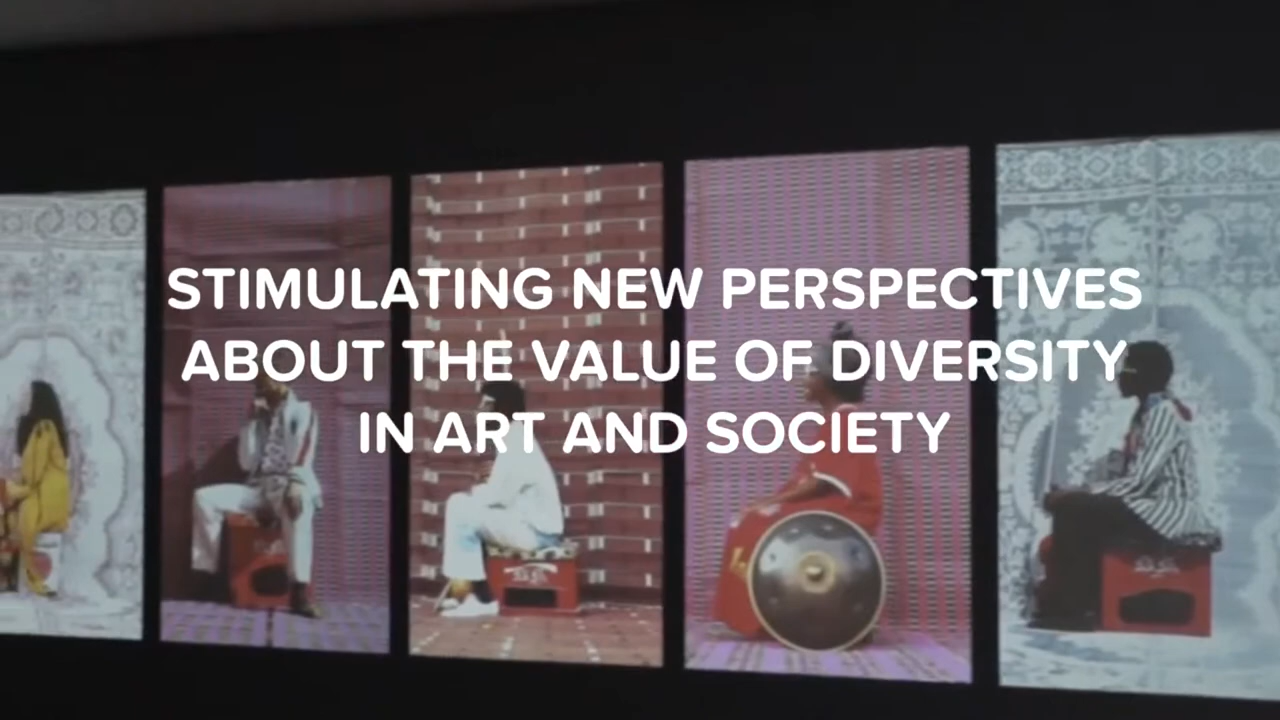 STIMULATING NEW PERSPECTIVES
ABOUT THE VALUE OF DIVERSITY
IN ART AND SOCIETY